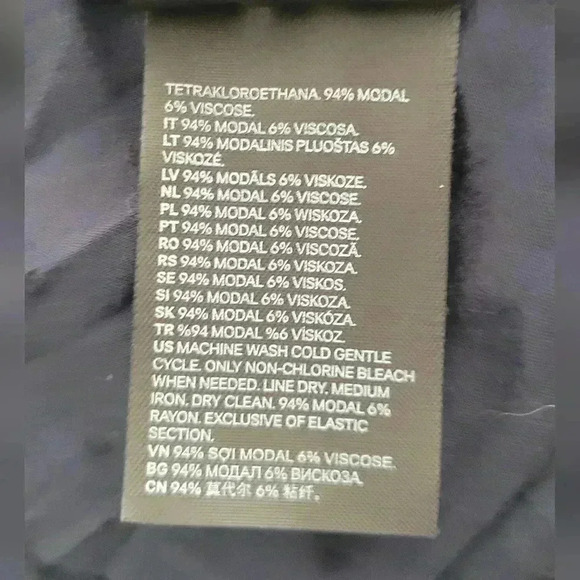 TETRAKLOROETHANA. 94% MODAL
6% VISCOSE.
IT 94% MODAL 6% VISCOSA.
LT 94% MODALINIS PLUOŠTAS 6%
VISKOZĖ.
LV 94% MODĀLS 6% VISKOZE.
NL 94% MODAL 6% VISCOSE.
PL 94% MODAL 6% WISKOZA.
PT 94% MODAL 6% VISCOSE.
RO 94% MODAL 6% VISCOZĂ.
RS 94% MODAL 6% VISKOZA.
SE 94% MODAL 6% VISKOS.
SI 94% MODAL 6% VISKOZA.
SK 94% MODAL 6% VISKÓZA.
TR %94 MODAL %6 VİSKOZ.
US MACHINE WASH COLD GENTLE
CYCLE. ONLY NON-CHLORINE BLEACH
WHEN NEEDED. LINE DRY. MEDIUM
IRON. DRY CLEAN. 94% MODAL 6%
RAYON. EXCLUSIVE OF ELASTIC
SECTION.
VN 94% SỢI MODAL 6% VISCOSE.
BG 94% МОДАЛ 6% ВИСКОЗА
CN 94% 莫代尔 6% 粘纤.